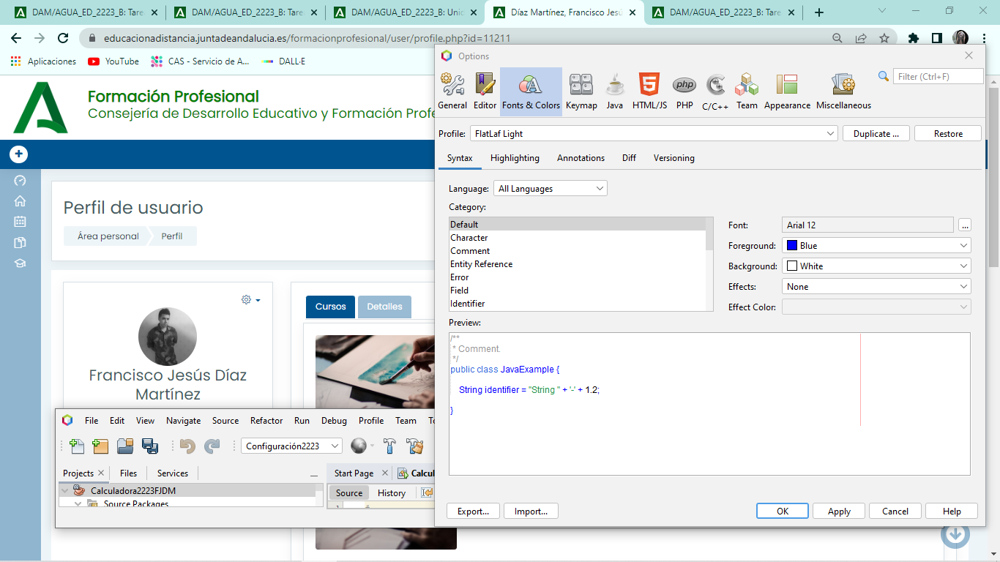 DAM/AGUA_ED_2223_B: Tare
DAM/AGUA_ED_2223_B: Tare
DAM/AGUA_ED_2223_B: Unid
Díaz Martínez, Francisco Jesú
DAM/AGUA_ED_2223_B: Tare
educacionadistancia.juntadeandalucia.es/formacionprofesional/user/profile.php?id=11211
Aplicaciones
YouTube
CAS - Servicio de A...
DALL·E
Formación Profesional
Consejería de Desarrollo Educativo y Formación Profe
Perfil de usuario
Área personal
Perfil
Cursos
Detalles
Francisco Jesús Díaz
Martínez
File Edit View Navigate Source Refactor Run Debug Profile Team To
Configuración2223
Projects
Files
Services
Calculadora2223FJDM
Source Packages
Start Page
Calcul
Source
History
1
Options
General
Editor
Fonts & Colors
Keymap
Java
HTML/JS
php
PHP
C/C++
Team
Appearance
Miscellaneous
Filter (Ctrl+F)
Profile:
FlatLaf Light
Duplicate ...
Restore
Syntax
Highlighting
Annotations
Diff
Versioning
Language:
All Languages
Category:
Default
Character
Comment
Entity Reference
Error
Field
Identifier
Font:
Arial 12
...
Foreground:
Blue
Background:
White
Effects:
None
Effect Color:
Preview:
/**
* Comment.
*/
public class JavaExample {
String identifier = "String " + '-' + 1.2;
}
Export...
Import...
OK
Apply
Cancel
Help